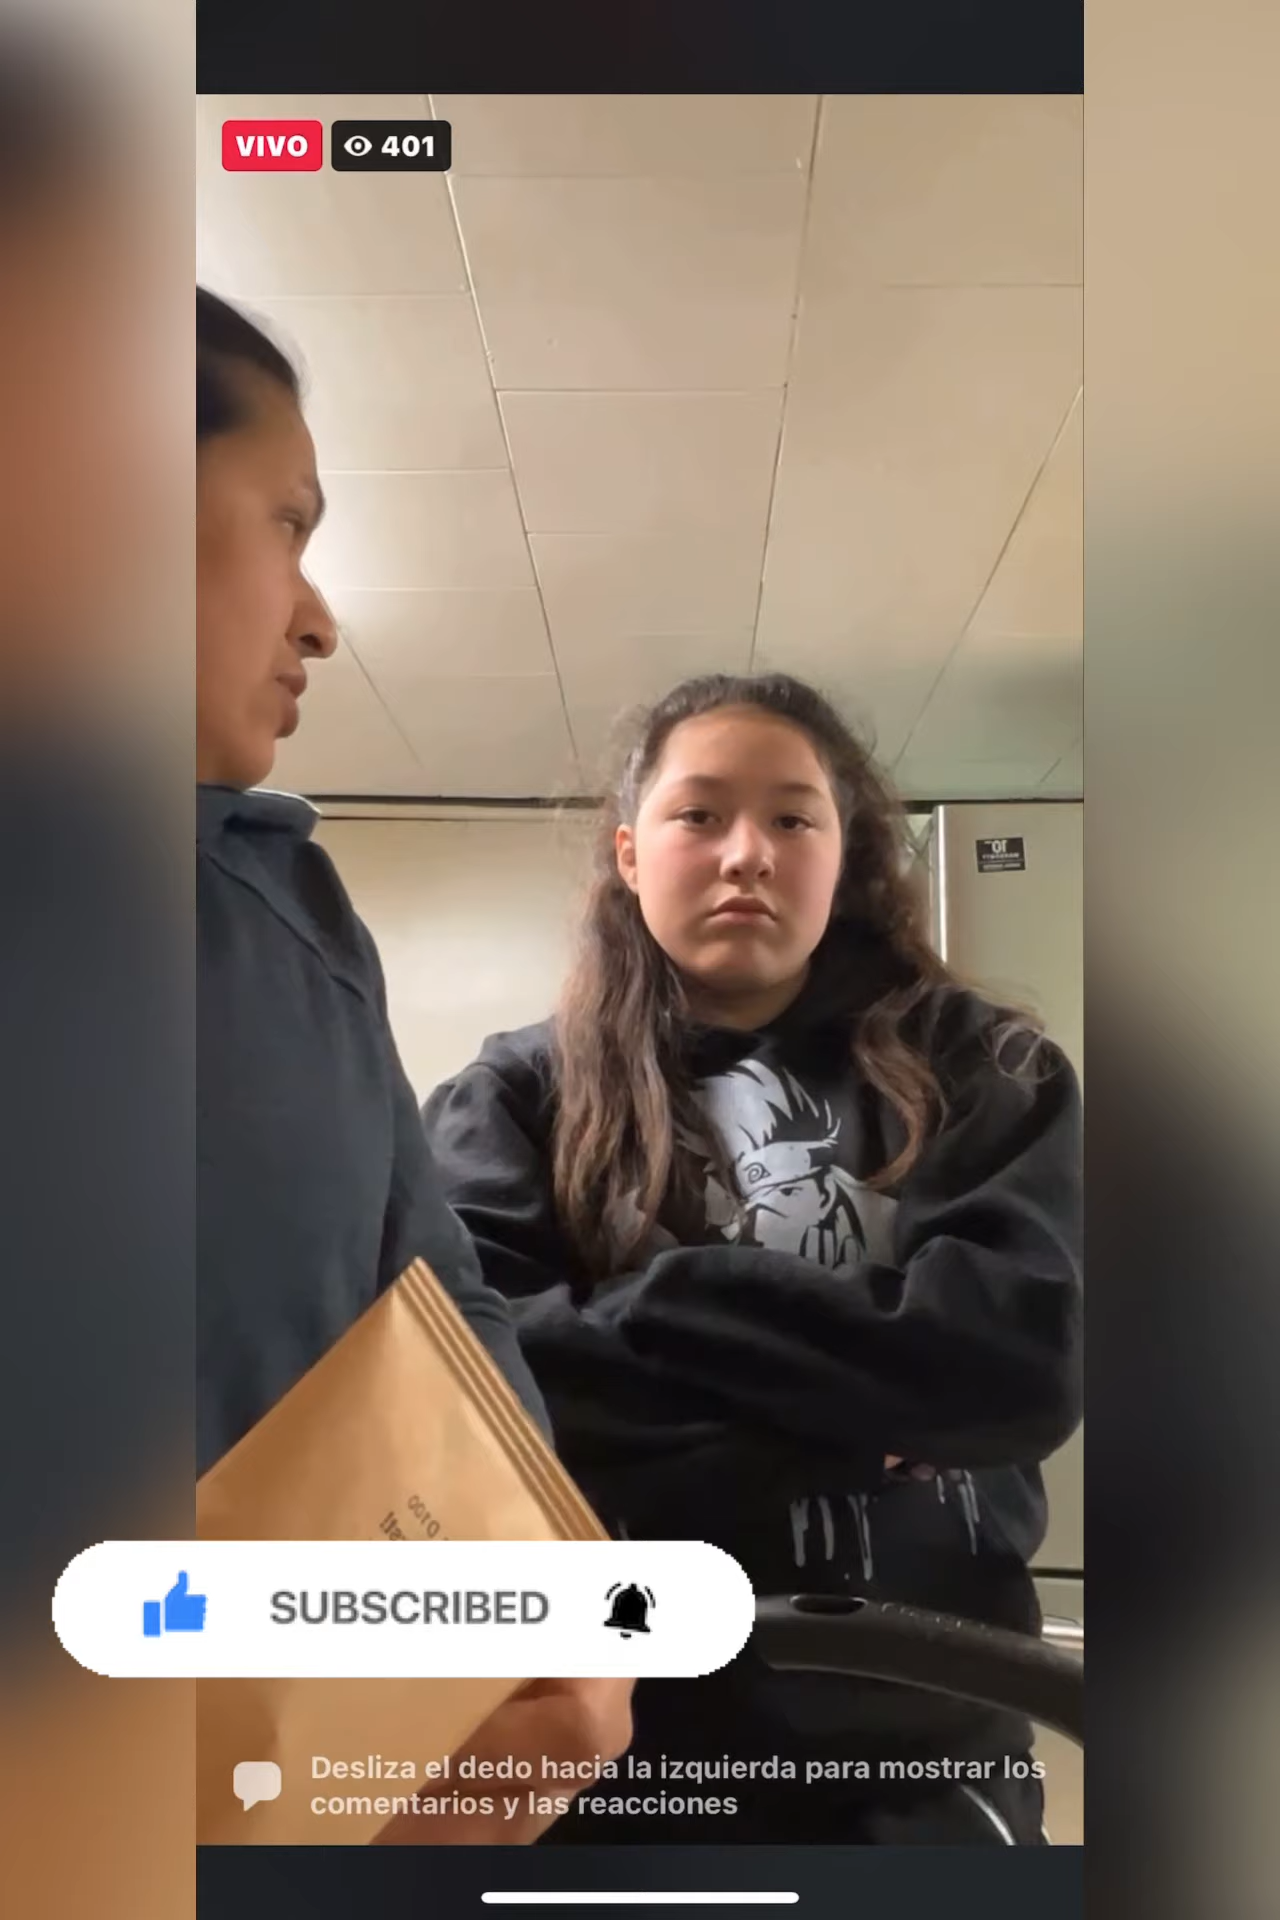 VIVO 401
SUBSCRIBED
Desliza el dedo hacia la izquierda para mostrar los
comentarios y las reacciones